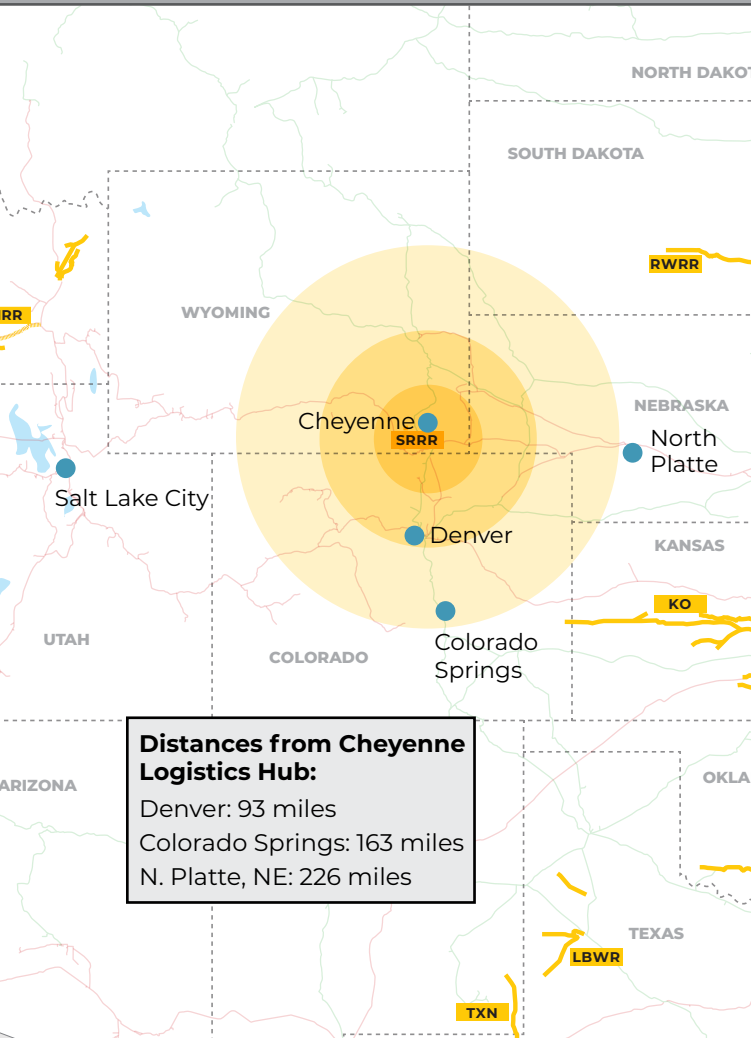 NORTH DAKOT
SOUTH DAKOTA
RWRR
RR
WYOMING
NEBRASKA
Cheyenne
SRRR
North
Platte
Salt Lake City
Denver
KANSAS
KO
UTAH
COLORADO
Colorado
Springs
Distances from Cheyenne
Logistics Hub:
Denver: 93 miles
Colorado Springs: 163 miles
N. Platte, NE: 226 miles
ARIZONA
OKLA
TEXAS
LBWR
TXN